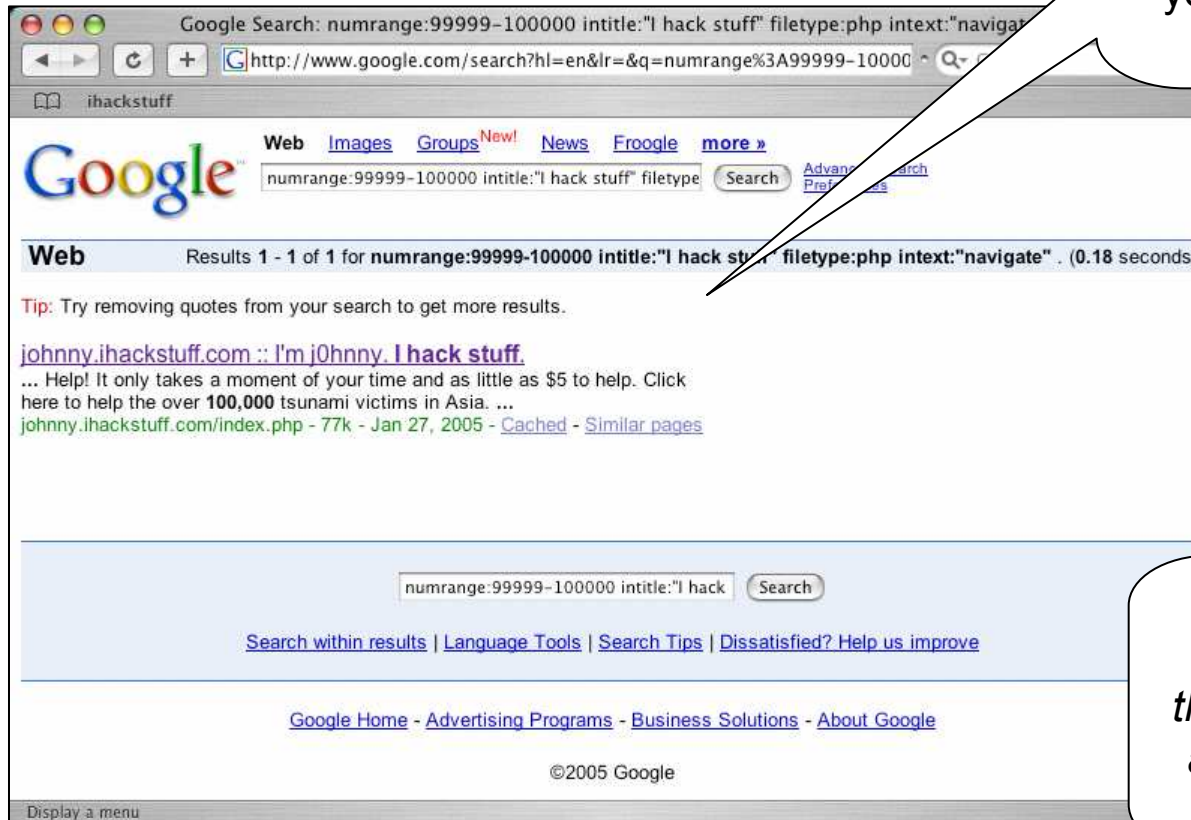 yo
Google Search: numrange:99999-100000 intitle:"I hack stuff" filetype:php intext:"navigat
http://www.google.com/search?hl=en&lr=&q=numrange%3A99999-10000
ihackstuff
Google
Web Images Groups New! News Froogle more »
numrange:99999-100000 intitle:"I hack stuff" filetype Search
Web Results 1 - 1 of 1 for numrange:99999-100000 intitle:"I hack stuff" filetype:php intext:"navigate" . (0.18 seconds
Tip: Try removing quotes from your search to get more results.
johnny.ihackstuff.com :: I'm j0hnny. I hack stuff.
... Help! It only takes a moment of your time and as little as $5 to help. Click
here to help the over 100,000 tsunami victims in Asia. ...
johnny.ihackstuff.com/index.php - 77k - Jan 27, 2005 - Cached - Similar pages
numrange:99999-100000 intitle:"I hack Search
Search within results | Language Tools | Search Tips | Dissatisfied? Help us improve
Google Home - Advertising Programs - Business Solutions - About Google
©2005 Google
Display a menu